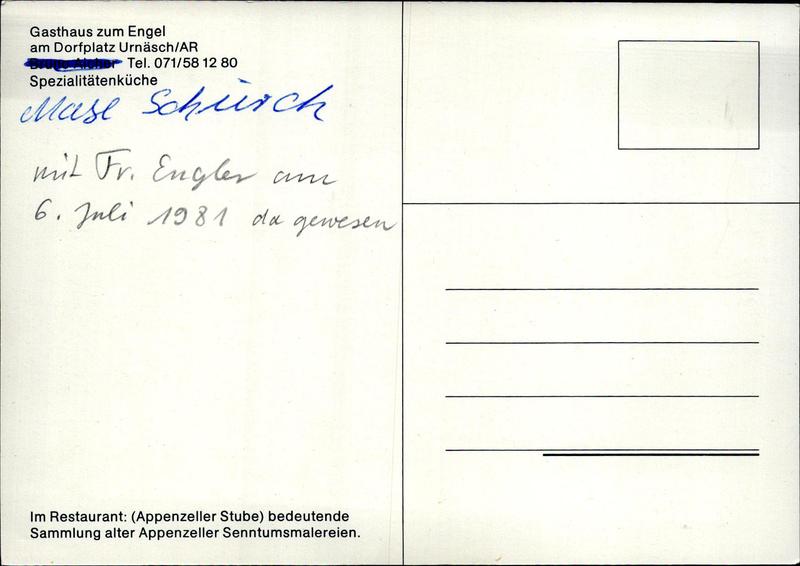 Gasthaus zum Engel
am Dorfplatz Urnäsch/AR
Tel. 071/58 12 80
Spezialitätenküche
Schürch
mit Fr. Engler am
6. Juli 1981 da gewesen
Im Restaurant: (Appenzeller Stube) bedeutende
Sammlung alter Appenzeller Senntumsmalereien.